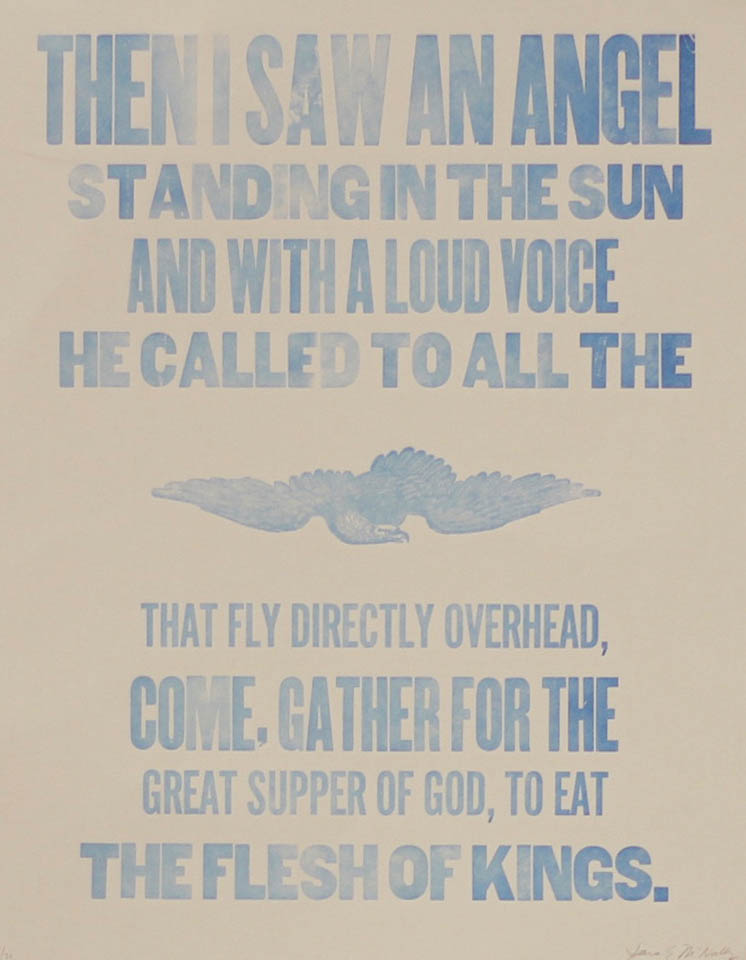 THEN I SAW AN ANGEL
STANDING IN THE SUN
AND WITH A LOUD VOICE
HE CALLED TO ALL THE
THAT FLY DIRECTLY OVERHEAD,
COME, GATHER FOR THE
GREAT SUPPER OF GOD, TO EAT
THE FLESH OF KINGS.